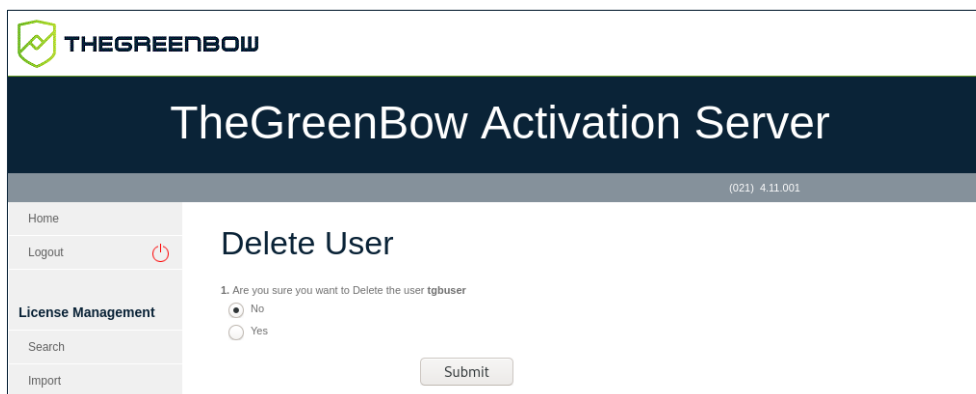 THEGREENBOW
TheGreenBow Activation Server
(021) 4.11.001
Home
Logout
License Management
Search
Import
Delete User
1. Are you sure you want to Delete the user tgbuser
No
Yes
Submit